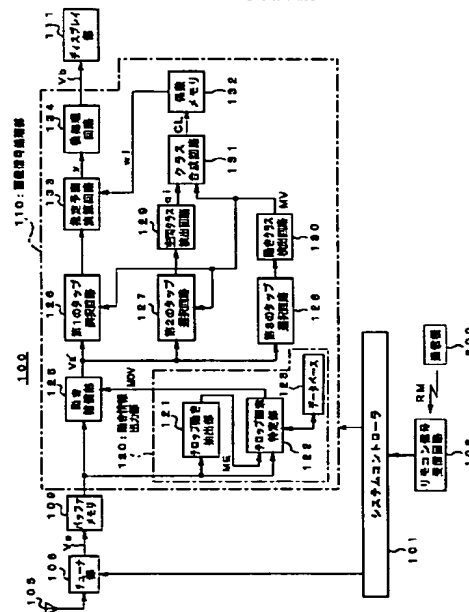 100
110:画像信号処理部
105
106
チューナ部
Va
109
バッファメモリ
125
動き補償部
Va'
MOV
120:動き情報出力部
121
テロップ動き抽出部
ME
122
テロップ画素特定部
123
データベース
126
第1のタップ選択回路
127
第2のタップ選択回路
128
第3のタップ選択回路
129
空間クラス検出回路
qi
130
動きクラス検出回路
MV
131
クラス合成回路
CL
132
係数メモリ
wi
133
推定予測演算回路
y
134
後処理回路
Vb
111
ディスプレイ部
101
システムコントローラ
リモコン信号受信回路
RM
200
送信機